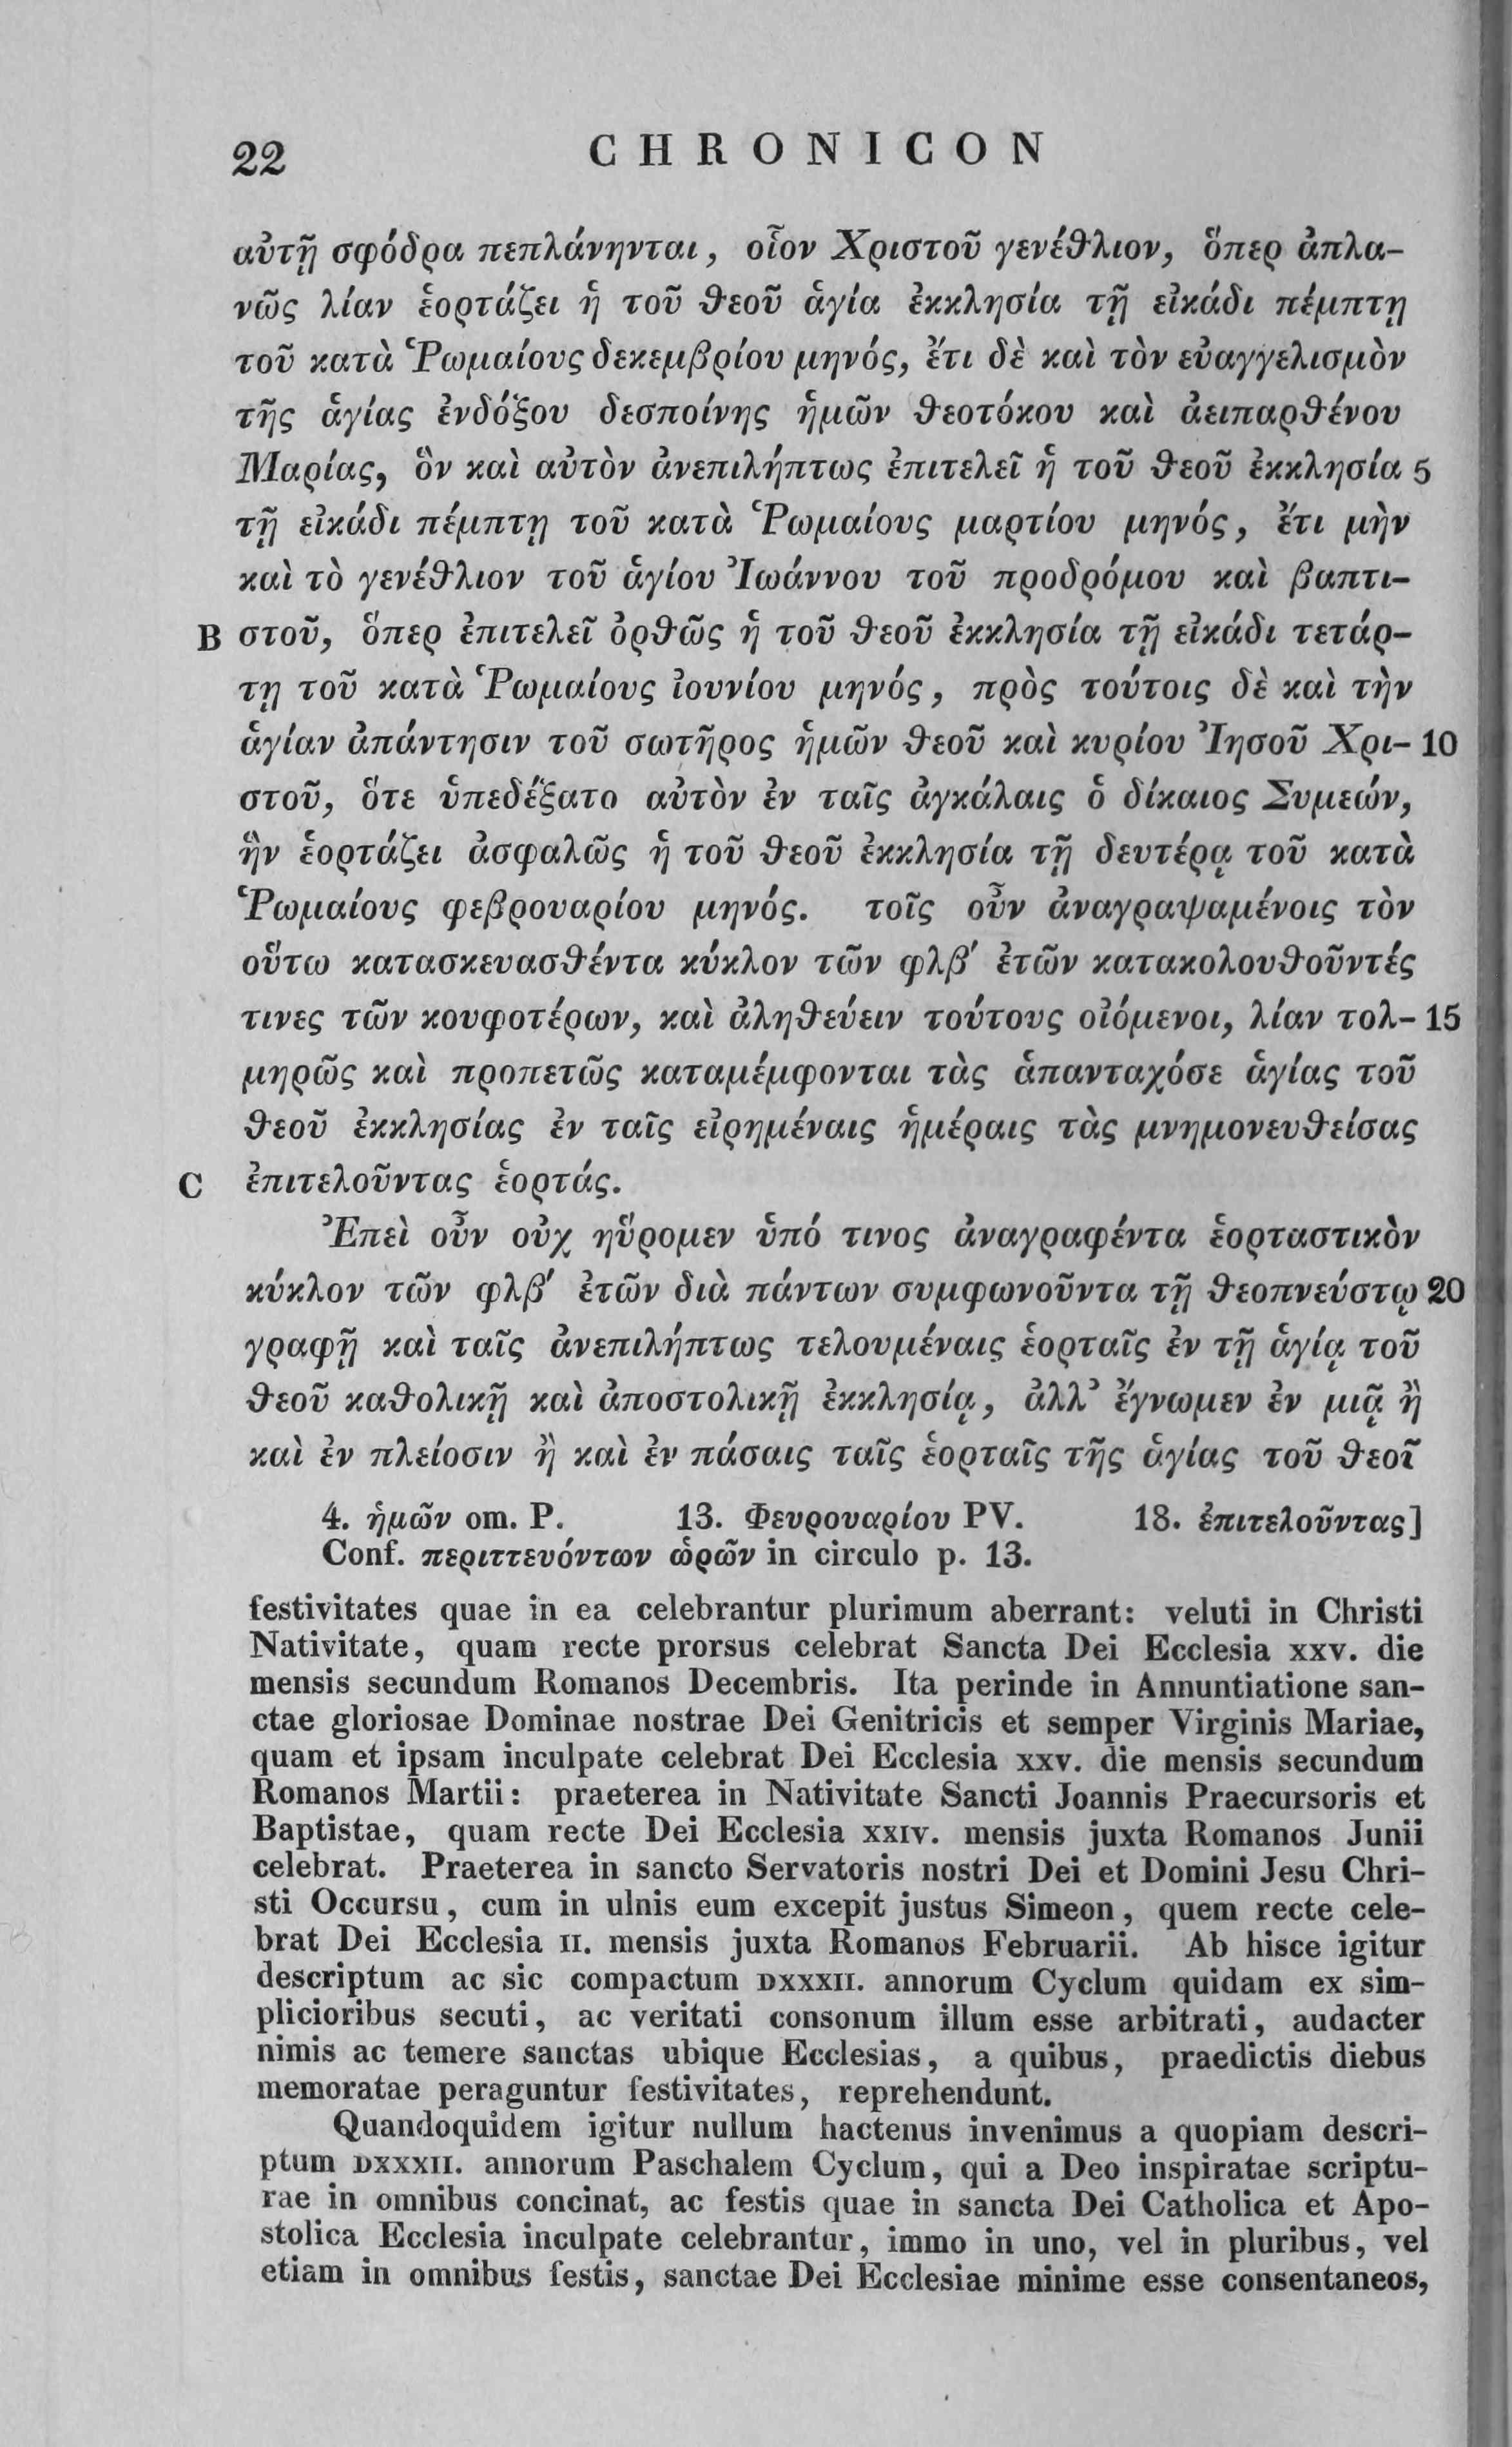 22 CHRONICON
αὐτῇ σφόδρα πεπλάνηνται, οἷον Χριστοῦ γενέθλιον, ὅπερ ἀπλα-
νῶς λίαν ἑορτάζει ἡ τοῦ θεοῦ ἁγία ἐκκλησία τῇ εἰκάδι πέμπτῃ
τοῦ κατὰ Ῥωμαίους δεκεμβρίου μηνός, ἔτι δὲ καὶ τὸν εὐαγγελισμὸν
τῆς ἁγίας ἐνδόξου δεσποίνης ἡμῶν θεοτόκου καὶ ἀειπαρθένου
Μαρίας, ὃν καὶ αὐτὸν ἀνεπιλήπτως ἐπιτελεῖ ἡ τοῦ θεοῦ ἐκκλησία 5
τῇ εἰκάδι πέμπτῃ τοῦ κατὰ Ῥωμαίους μαρτίου μηνός, ἔτι μὴν
καὶ τὸ γενέθλιον τοῦ ἁγίου Ἰωάννου τοῦ προδρόμου καὶ βαπτι-
B στοῦ, ὅπερ ἐπιτελεῖ ὀρθῶς ἡ τοῦ θεοῦ ἐκκλησία τῇ εἰκάδι τετάρ-
τῃ τοῦ κατὰ Ῥωμαίους ἰουνίου μηνός, πρὸς τούτοις δὲ καὶ τὴν
ἁγίαν ἀπάντησιν τοῦ σωτῆρος ἡμῶν θεοῦ καὶ κυρίου Ἰησοῦ Χρι- 10
στοῦ, ὅτε ὑπεδέξατο αὐτὸν ἐν ταῖς ἀγκάλαις ὁ δίκαιος Συμεών,
ἣν ἑορτάζει ἀσφαλῶς ἡ τοῦ θεοῦ ἐκκλησία τῇ δευτέρᾳ τοῦ κατὰ
Ῥωμαίους φεβρουαρίου μηνός. τοῖς οὖν ἀναγραψαμένοις τὸν
οὕτω κατασκευασθέντα κύκλον τῶν φλβ′ ἐτῶν κατακολουθοῦντές
τινες τῶν κουφοτέρων, καὶ ἀληθεύειν τούτους οἰόμενοι, λίαν τολ- 15
μηρῶς καὶ προπετῶς καταμέμφονται τὰς ἁπανταχόσε ἁγίας τοῦ
θεοῦ ἐκκλησίας ἐν ταῖς εἰρημέναις ἡμέραις τὰς μνημονευθείσας
C ἐπιτελοῦντας ἑορτάς.
Ἐπεὶ οὖν οὐχ ηὕρομεν ὑπό τινος ἀναγραφέντα ἑορταστικὸν
κύκλον τῶν φλβ′ ἐτῶν διὰ πάντων συμφωνοῦντα τῇ θεοπνεύστῳ 20
γραφῇ καὶ ταῖς ἀνεπιλήπτως τελουμέναις ἑορταῖς ἐν τῇ ἁγίᾳ τοῦ
θεοῦ καθολικῇ καὶ ἀποστολικῇ ἐκκλησίᾳ, ἀλλ᾽ ἔγνωμεν ἐν μιᾷ ἢ
καὶ ἐν πλείοσιν ἢ καὶ ἐν πάσαις ταῖς ἑορταῖς τῆς ἁγίας τοῦ θεοῦ
4. ἡμῶν om. P. 13. Φευρουαρίου PV. 18. ἐπιτελοῦντας]
Conf. περιττευόντων ὡρῶν in circulo p. 13.
festivitates quae in ea celebrantur plurimum aberrant: veluti in Christi
Nativitate, quam recte prorsus celebrat Sancta Dei Ecclesia xxv. die
mensis secundum Romanos Decembris. Ita perinde in Annuntiatione san-
ctae gloriosae Dominae nostrae Dei Genitricis et semper Virginis Mariae,
quam et ipsam inculpate celebrat Dei Ecclesia xxv. die mensis secundum
Romanos Martii: praeterea in Nativitate Sancti Joannis Praecursoris et
Baptistae, quam recte Dei Ecclesia xxiv. mensis juxta Romanos Junii
celebrat. Praeterea in sancto Servatoris nostri Dei et Domini Jesu Chri-
sti Occursu, cum in ulnis eum excepit justus Simeon, quem recte cele-
brat Dei Ecclesia ii. mensis juxta Romanos Februarii. Ab hisce igitur
descriptum ac sic compactum dxxxii. annorum Cyclum quidam ex sim-
plicioribus secuti, ac veritati consonum illum esse arbitrati, audacter
nimis ac temere sanctas ubique Ecclesias, a quibus, praedictis diebus
memoratae peraguntur festivitates, reprehendunt.
Quandoquidem igitur nullum hactenus invenimus a quopiam descri-
ptum dxxxii. annorum Paschalem Cyclum, qui a Deo inspiratae scriptu-
rae in omnibus concinat, ac festis quae in sancta Dei Catholica et Apo-
stolica Ecclesia inculpate celebrantur, immo in uno, vel in pluribus, vel
etiam in omnibus festis, sanctae Dei Ecclesiae minime esse consentaneos,